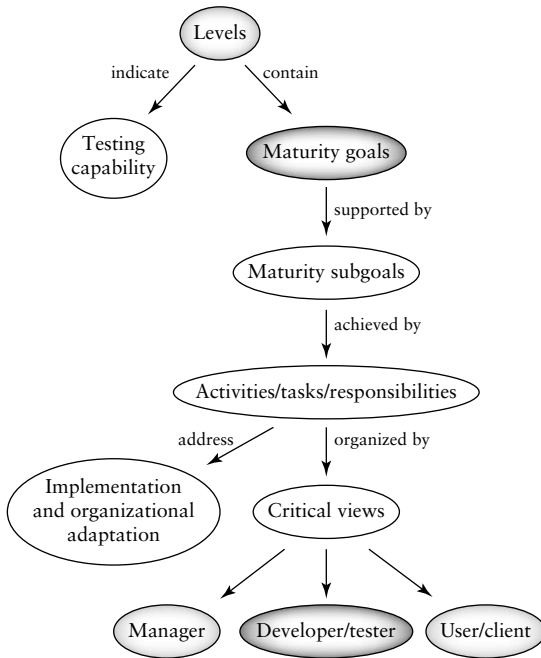 Levels
indicate
contain
Testing
capability
Maturity goals
supported by
Maturity subgoals
achieved by
Activities/tasks/responsibilities
address
organized by
Implementation
and organizational
adaptation
Critical views
Manager
Developer/tester
User/client